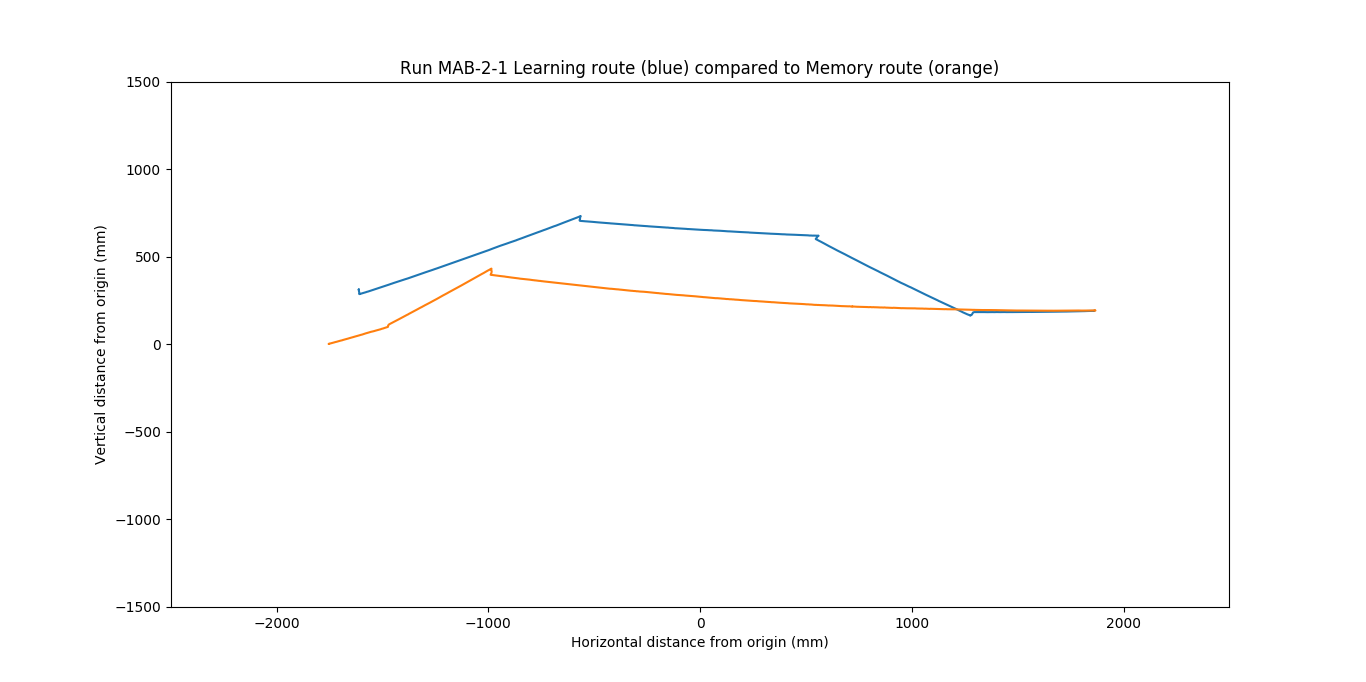 Run MAB-2-1 Learning route (blue) compared to Memory route (orange)
1500
1000
500
0
−500
−1000
−1500
Vertical distance from origin (mm)
−2000 −1000 0 1000 2000
Horizontal distance from origin (mm)